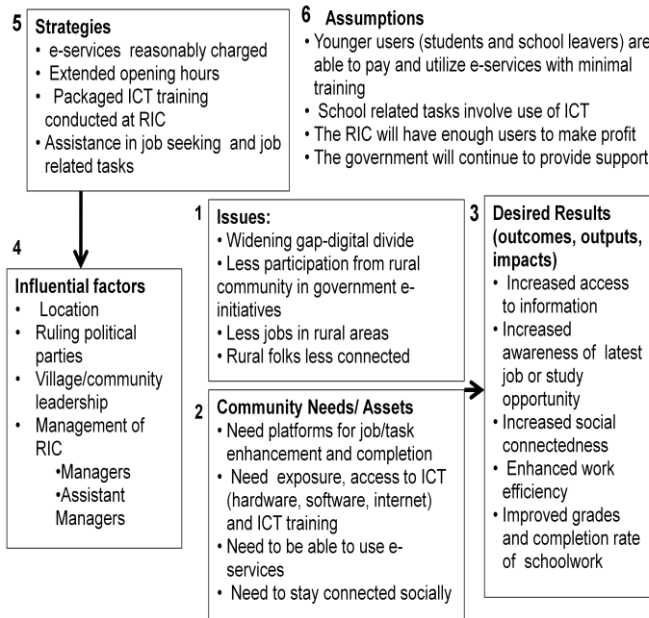 5
Strategies
• e-services reasonably charged
• Extended opening hours
• Packaged ICT training
conducted at RIC
• Assistance in job seeking and job
related tasks
6 Assumptions
• Younger users (students and school leavers) are
able to pay and utilize e-services with minimal
training
• School related tasks involve use of ICT
• The RIC will have enough users to make profit
• The government will continue to provide support
1
Issues:
• Widening gap-digital divide
• Less participation from rural
community in government e-
initiatives
• Less jobs in rural areas
• Rural folks less connected
2
Community Needs/ Assets
• Need platforms for job/task
enhancement and completion
• Need exposure, access to ICT
(hardware, software, internet)
and ICT training
• Need to be able to use e-
services
• Need to stay connected socially
3
Desired Results
(outcomes, outputs,
impacts)
• Increased access
to information
• Increased
awareness of latest
job or study
opportunity
• Increased social
connectedness
• Enhanced work
efficiency
• Improved grades
and completion rate
of schoolwork
4
Influential factors
• Location
• Ruling political
parties
• Village/community
leadership
• Management of
RIC
•Managers
•Assistant
Managers